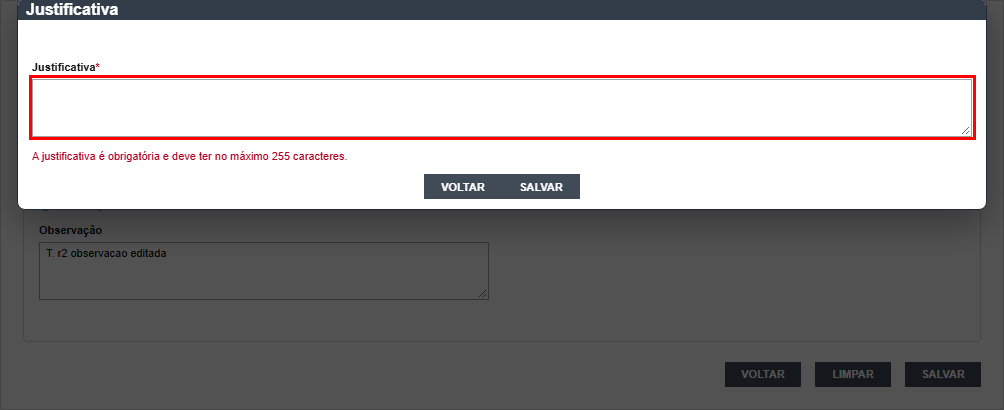 Justificativa
Justificativa*
A justificativa é obrigatória e deve ter no máximo 255 caracteres.
VOLTAR SALVAR
Observação
T. r2 observacao editada
VOLTAR LIMPAR SALVAR